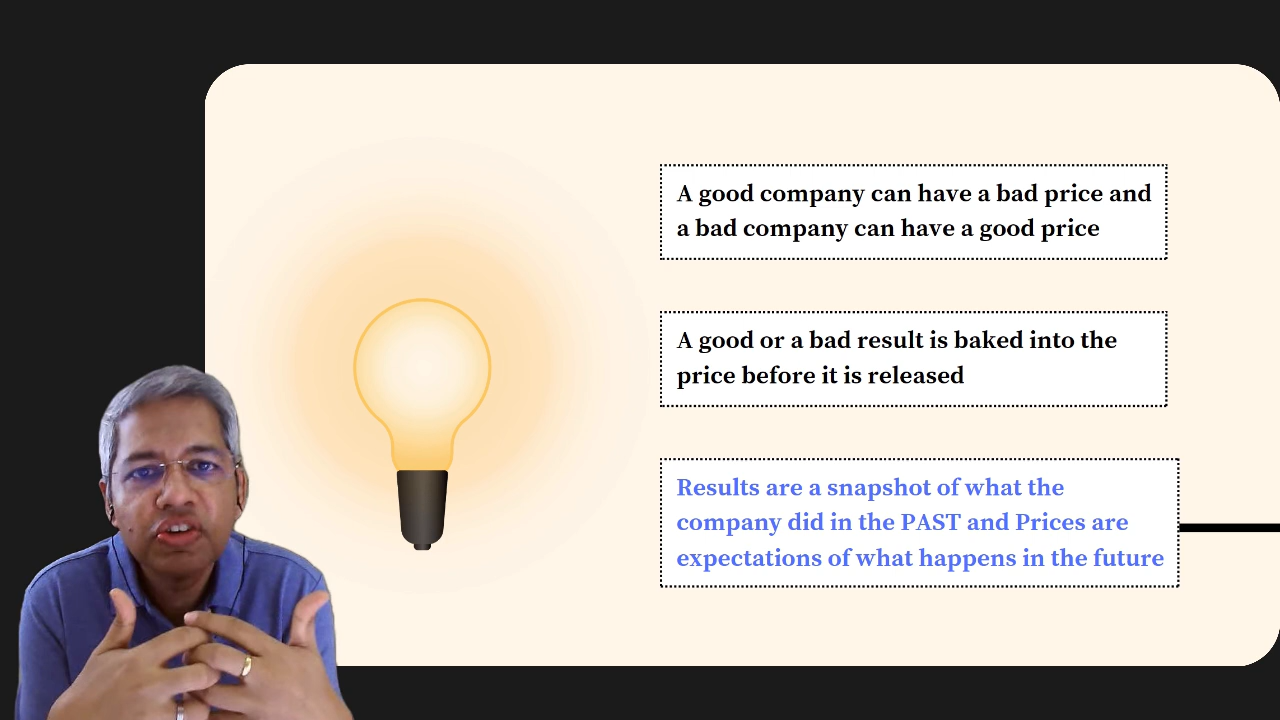 A good company can have a bad price and
a bad company can have a good price
A good or a bad result is baked into the
price before it is released
Results are a snapshot of what the
company did in the PAST and Prices are
expectations of what happens in the future